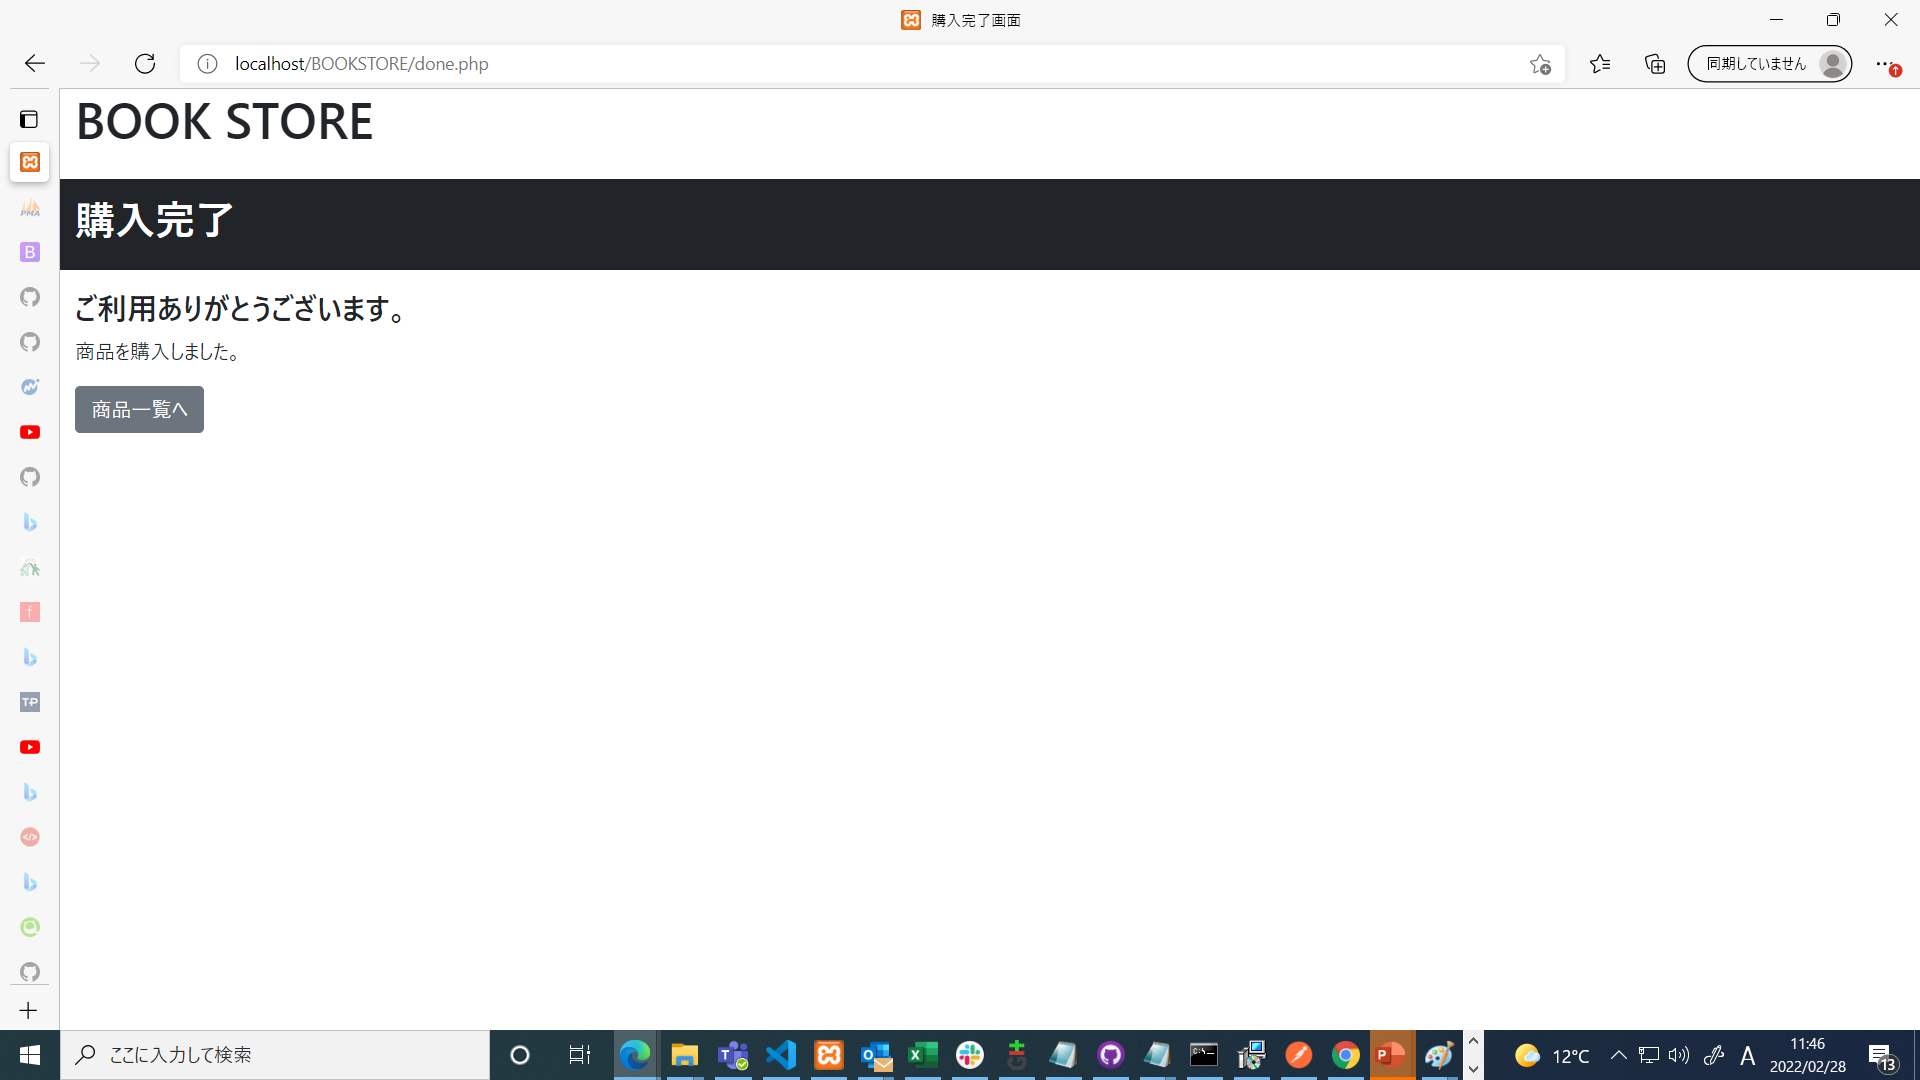 購入完了画面
localhost/BOOKSTORE/done.php
同期していません
BOOK STORE
購入完了
ご利用ありがとうございます。
商品を購入しました。
商品一覧へ
PMA
B
f
T-P
</>
ここに入力して検索
12°C
A
11:46
2022/02/28
13